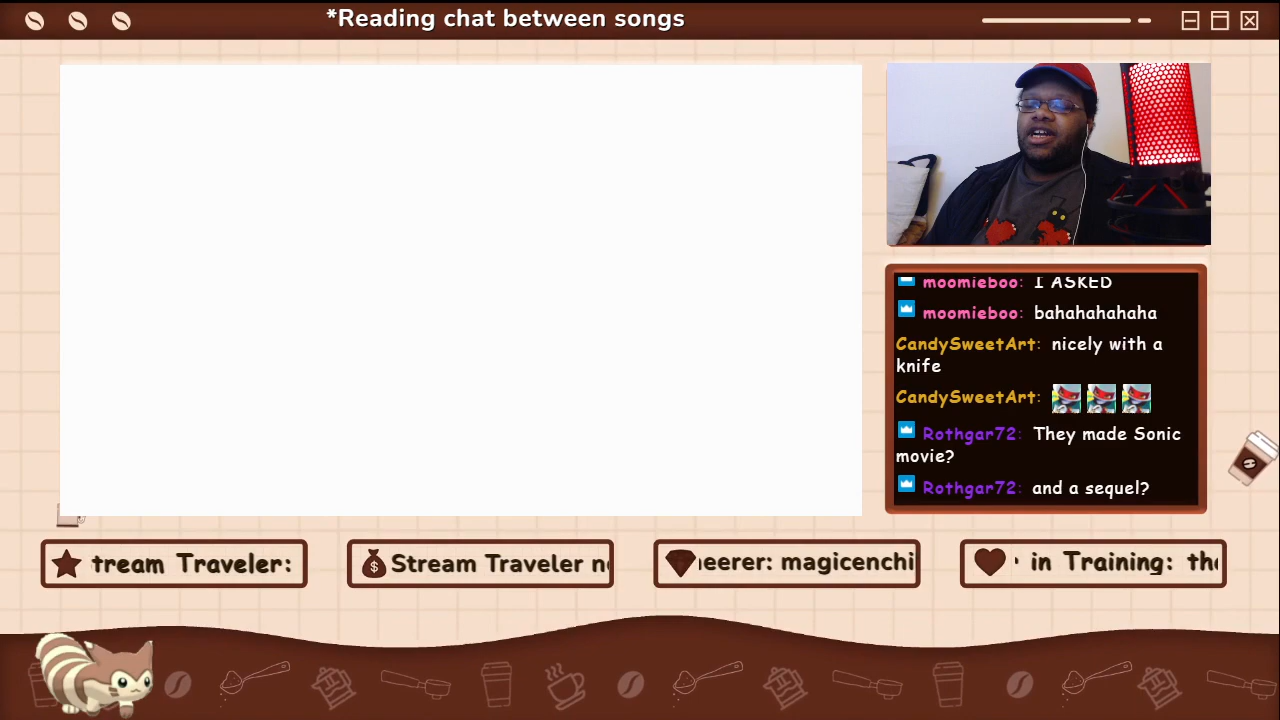 *Reading chat between songs
moomieboo: I ASKED
moomieboo: bahahahahaha
CandySweetArt: nicely with a
knife
CandySweetArt:
Rothgar72: They made Sonic
movie?
Rothgar72: and a sequel?
tream Traveler:
Stream Traveler n
eerer: magicenchi
in Training: th